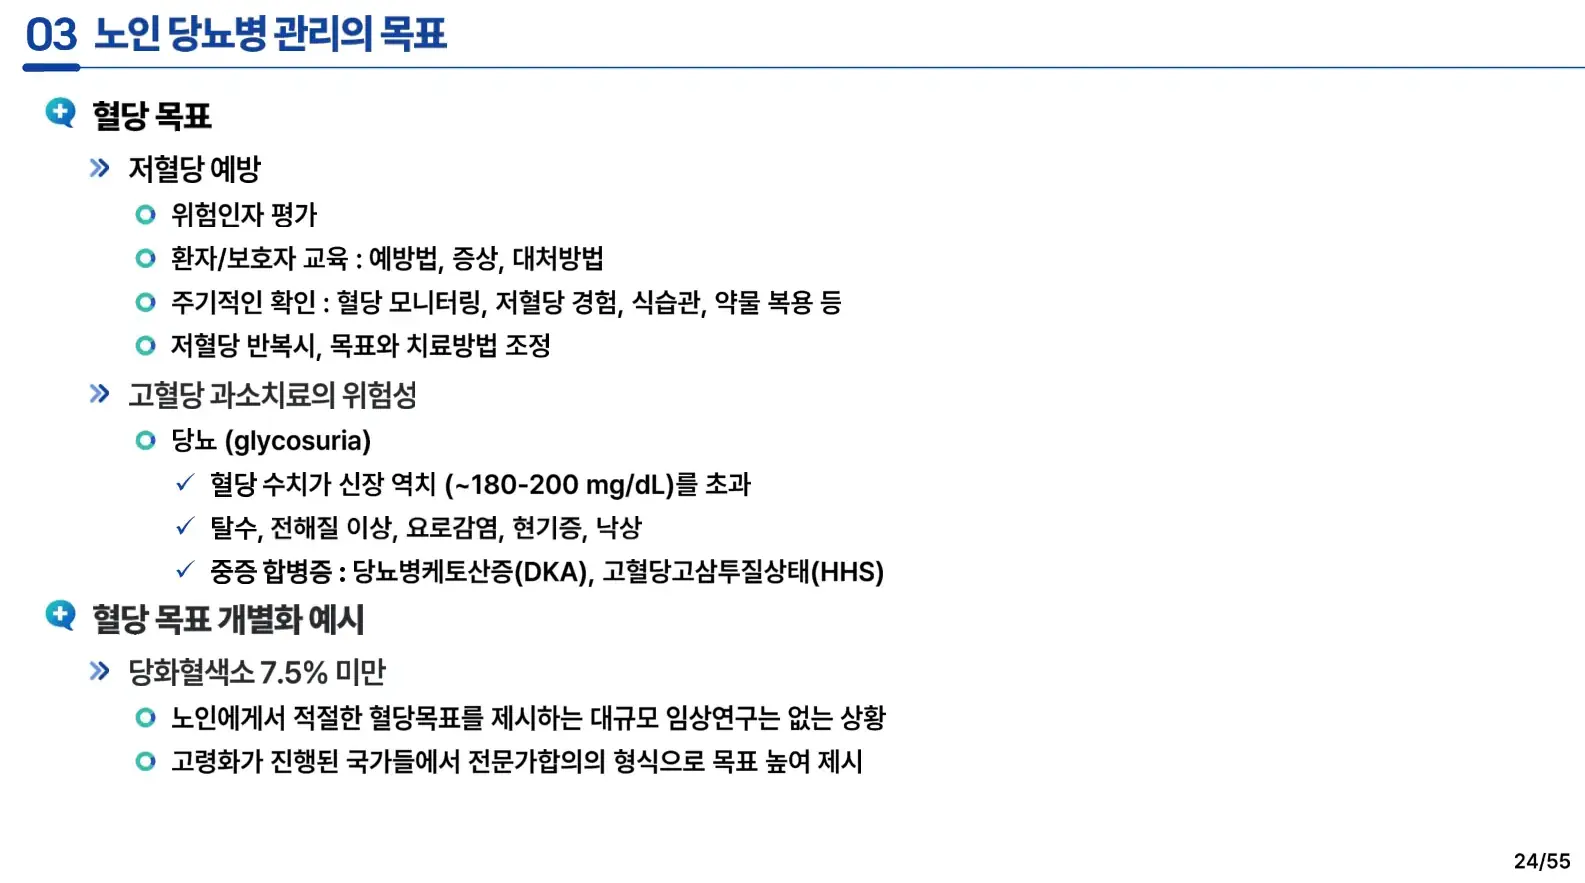 03 노인 당뇨병 관리의 목표
혈당 목표
저혈당 예방
위험인자 평가
환자/보호자 교육 : 예방법, 증상, 대처방법
주기적인 확인 : 혈당 모니터링, 저혈당 경험, 식습관, 약물 복용 등
저혈당 반복시, 목표와 치료방법 조정
고혈당 과소치료의 위험성
당뇨 (glycosuria)
혈당 수치가 신장 역치 (~180-200 mg/dL)를 초과
탈수, 전해질 이상, 요로감염, 현기증, 낙상
중증 합병증 : 당뇨병케토산증(DKA), 고혈당고삼투질상태(HHS)
혈당 목표 개별화 예시
당화혈색소 7.5% 미만
노인에게서 적절한 혈당목표를 제시하는 대규모 임상연구는 없는 상황
고령화가 진행된 국가들에서 전문가합의의 형식으로 목표 높여 제시
24/55